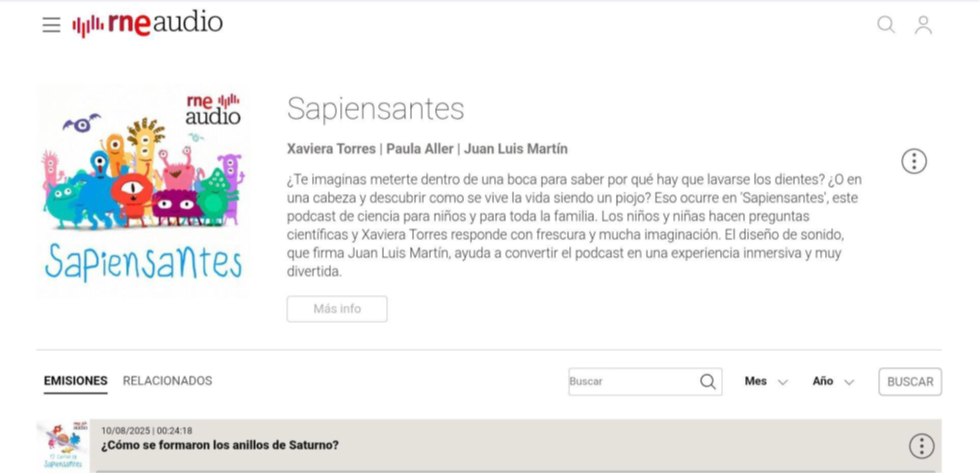 rne audio
rne
audio
Sapiensantes
Sapiensantes
Xaviera Torres | Paula Aller | Juan Luis Martín
¿Te imaginas meterte dentro de una boca para saber por qué hay que lavarse los dientes? ¿O en
una cabeza y descubrir como se vive la vida siendo un piojo? Eso ocurre en 'Sapiensantes', este
podcast de ciencia para niños y para toda la familia. Los niños y niñas hacen preguntas
científicas y Xaviera Torres responde con frescura y mucha imaginación. El diseño de sonido,
que firma Juan Luis Martín, ayuda a convertir el podcast en una experiencia inmersiva y muy
divertida.
Más info
EMISIONES RELACIONADOS
Buscar Mes Año BUSCAR
10/08/2025 | 00:24:18
¿Cómo se formaron los anillos de Saturno?
Sapiensantes